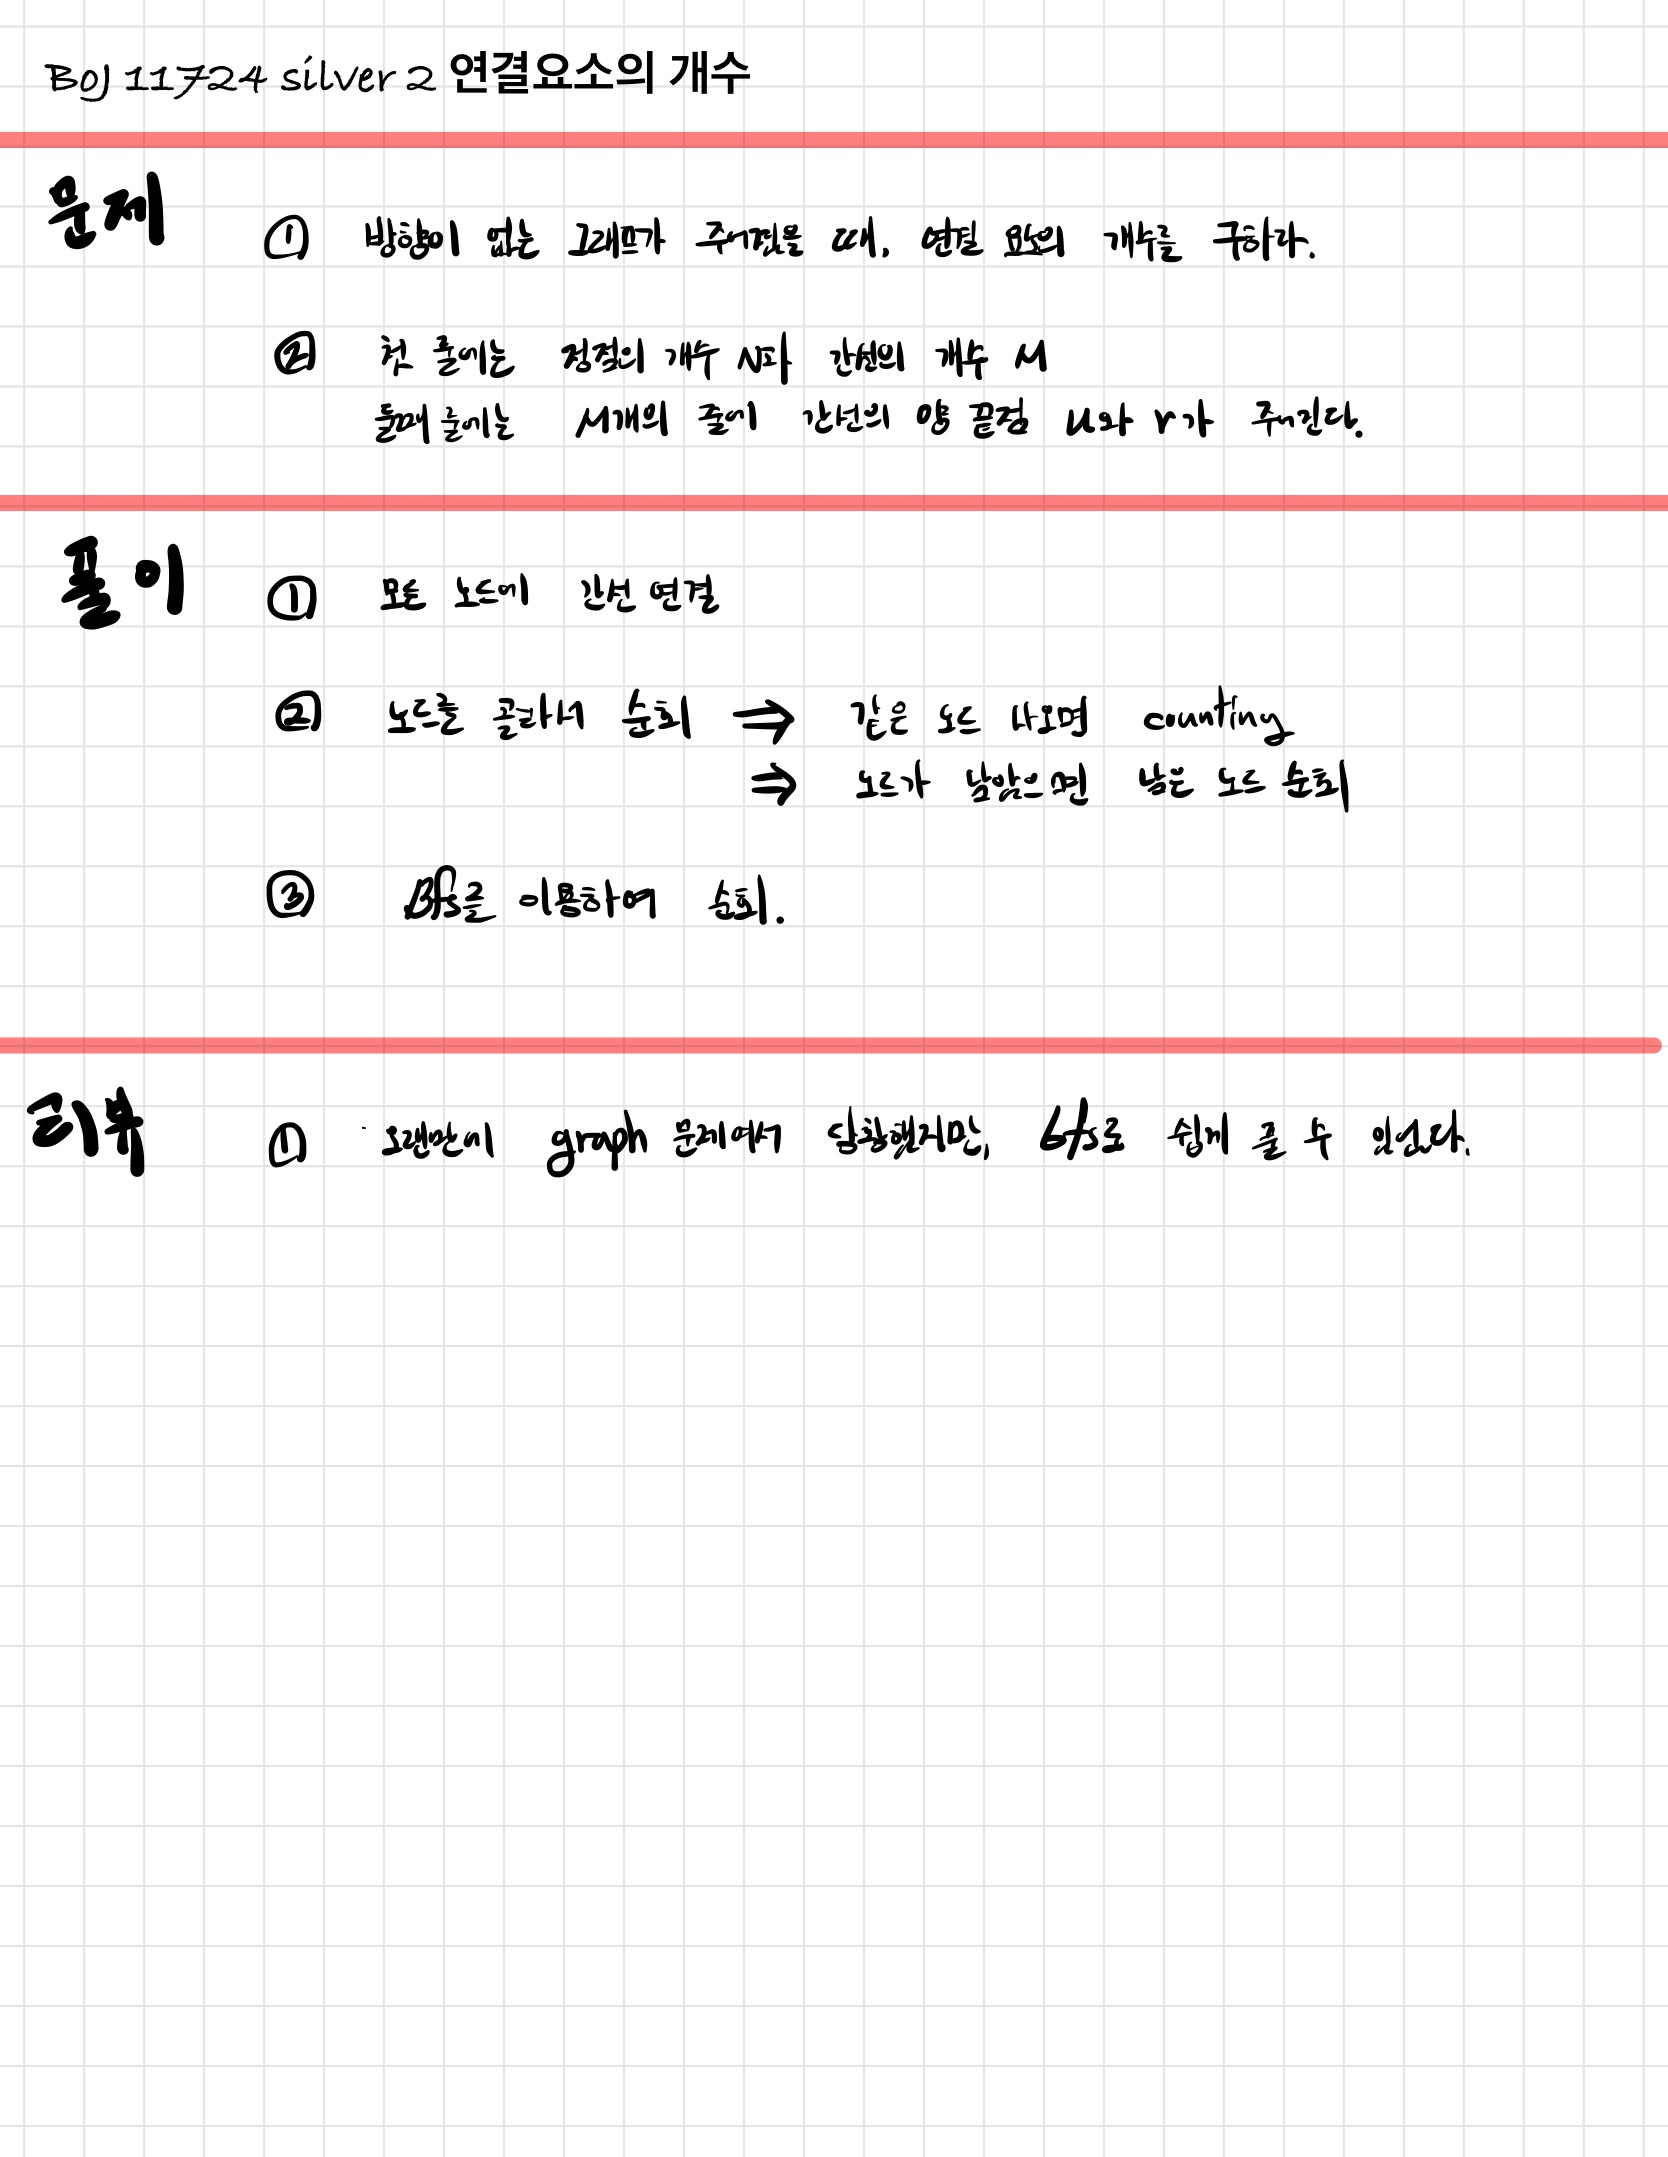 BOJ 11724 silver 2 연결요소의 개수
문제
① 방향이 없는 그래프가 주어졌을 때, 연결 요소의 개수를 구하라.
② 첫 줄에는 정점의 개수 N과 간선의 개수 M
둘째 줄에는 M개의 줄에 간선의 양 끝점 u와 v가 주어진다.
풀이
① 모든 노드에 간선 연결
② 노드를 골라서 순회 ⇒ 같은 노드 나오면 counting
⇒ 노드가 남았으면 남은 노드 순회
③ Bfs를 이용하여 순회.
리뷰
① 오랜만에 graph 문제여서 당황했지만, bfs로 쉽게 풀 수 있었다.